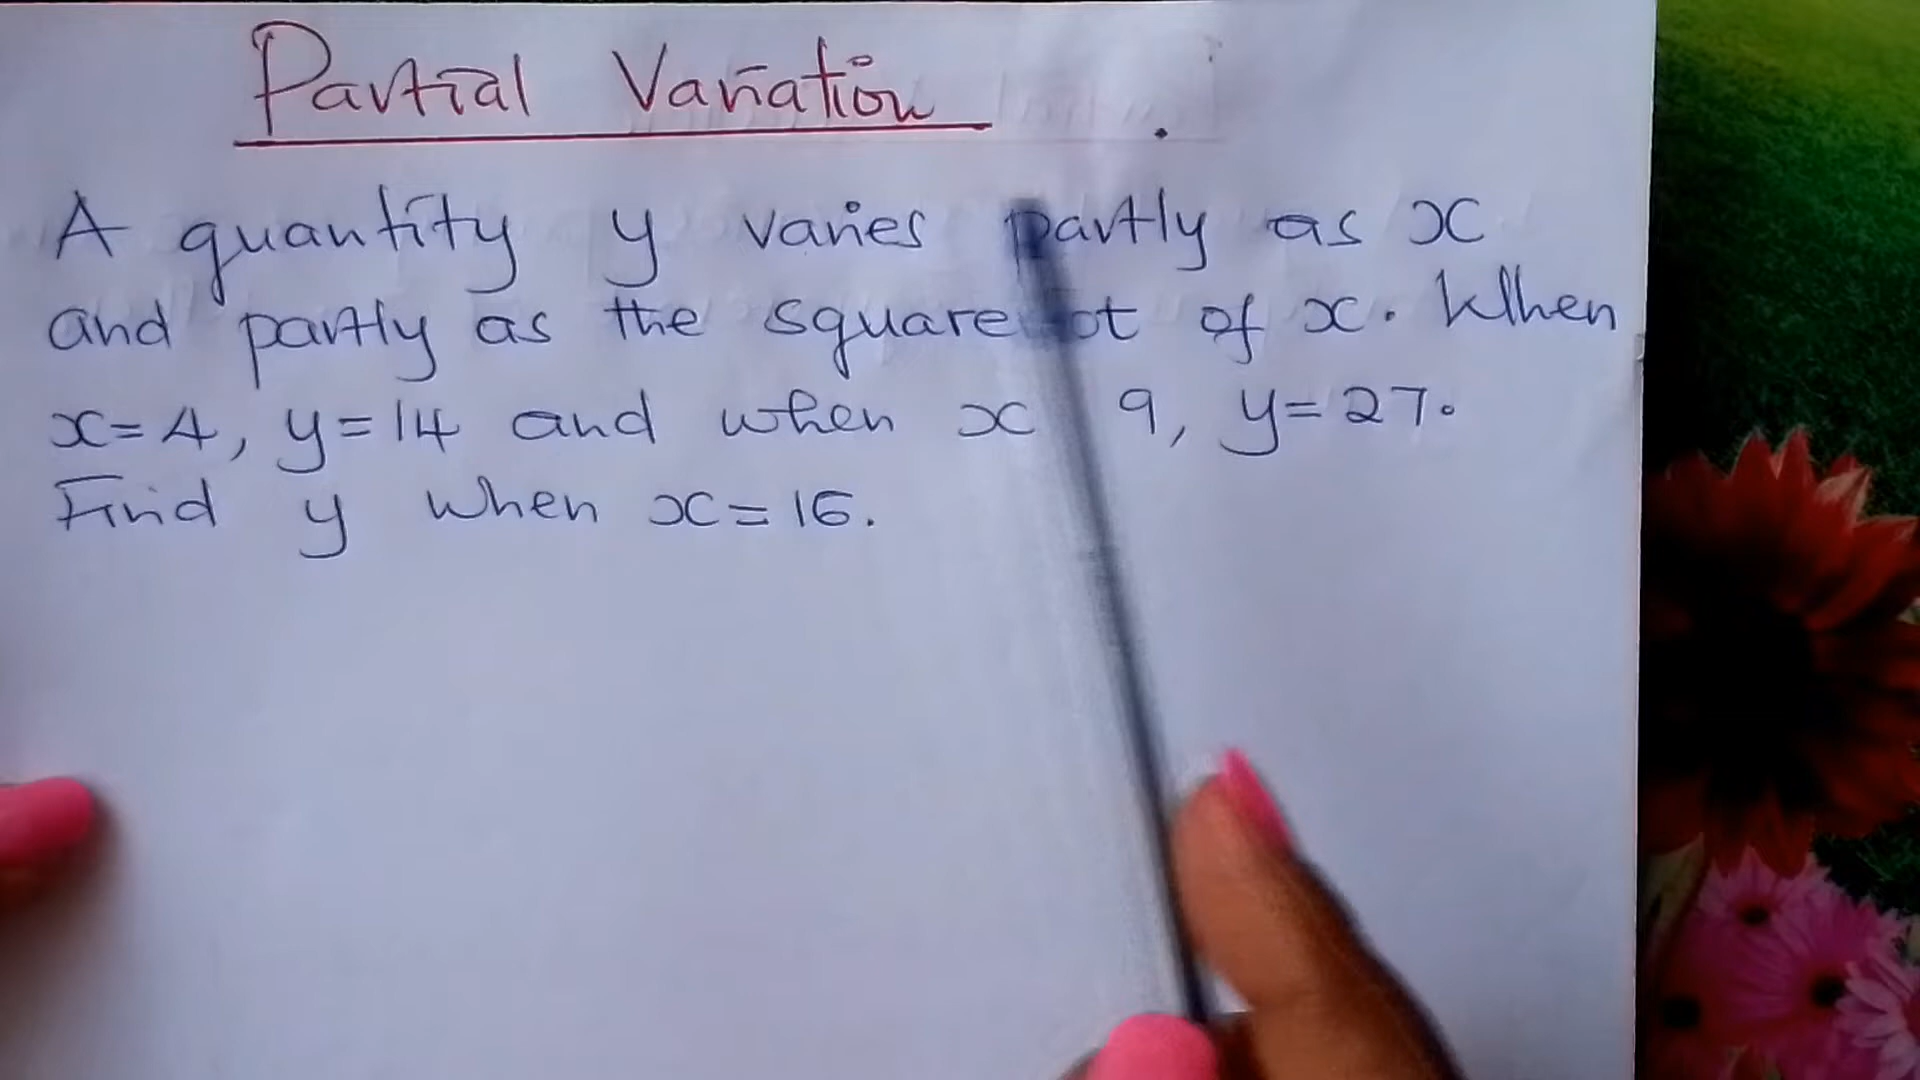 Partial Variation
A quantity y varies partly as x
and partly as the square of x. When
x=4, y=14 and when x 9, y=27.
Find y when x=16.